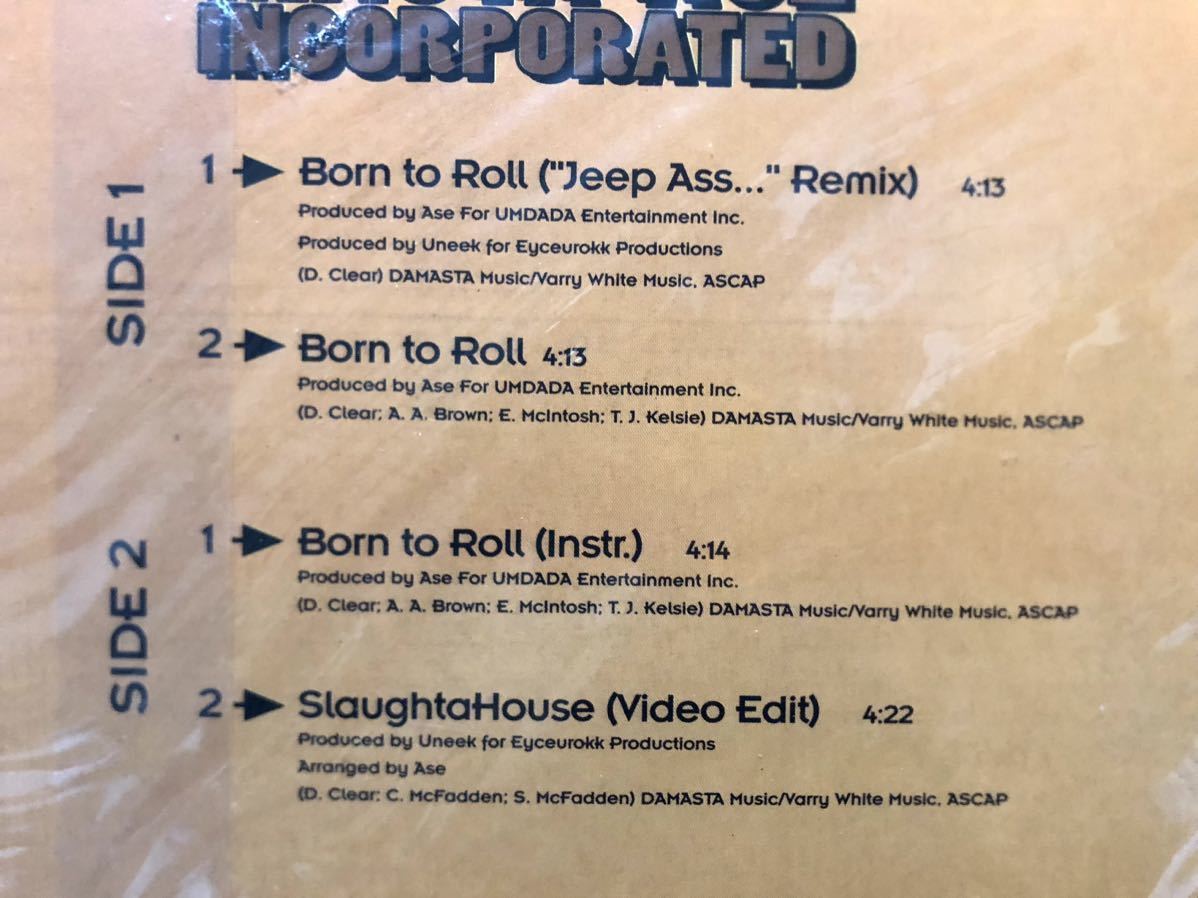 MASTA ASE
INCORPORATED
SIDE 1
1 Born to Roll ("Jeep Ass..." Remix) 4:13
Produced by Ase For UMDADA Entertainment Inc.
Produced by Uneek for Eyceurokk Productions
(D. Clear) DAMASTA Music/Varry White Music, ASCAP
2 Born to Roll 4:13
Produced by Ase For UMDADA Entertainment Inc.
(D. Clear; A. A. Brown; E. McIntosh; T. J. Kelsie) DAMASTA Music/Varry White Music, ASCAP
SIDE 2
1 Born to Roll (Instr.) 4:14
Produced by Ase For UMDADA Entertainment Inc.
(D. Clear; A. A. Brown; E. McIntosh; T. J. Kelsie) DAMASTA Music/Varry White Music, ASCAP
2 SlaughtaHouse (Video Edit) 4:22
Produced by Uneek for Eyceurokk Productions
Arranged by Ase
(D. Clear; C. McFadden; S. McFadden) DAMASTA Music/Varry White Music, ASCAP